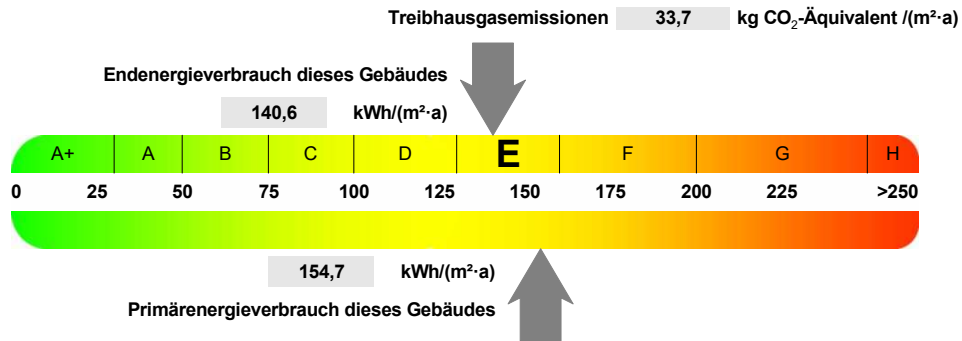 Treibhausgasemissionen 33,7 kg CO₂-Äquivalent /(m²·a)
Endenergieverbrauch dieses Gebäudes
140,6 kWh/(m²·a)
A+ A B C D E F G H
0 25 50 75 100 125 150 175 200 225 >250
154,7 kWh/(m²·a)
Primärenergieverbrauch dieses Gebäudes